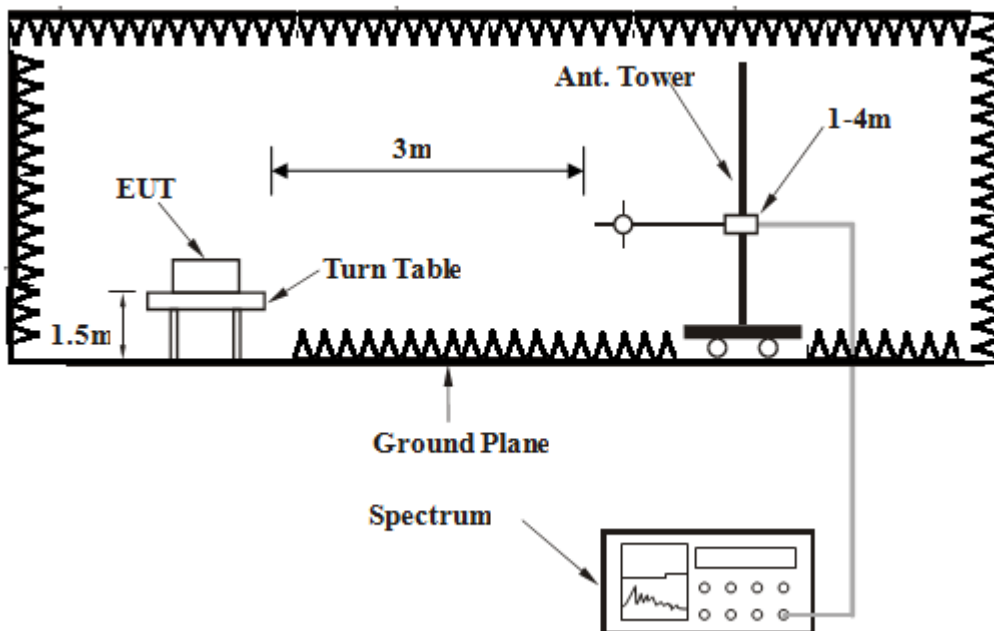 Ant. Tower
1-4m
3m
EUT
Turn Table
1.5m
Ground Plane
Spectrum